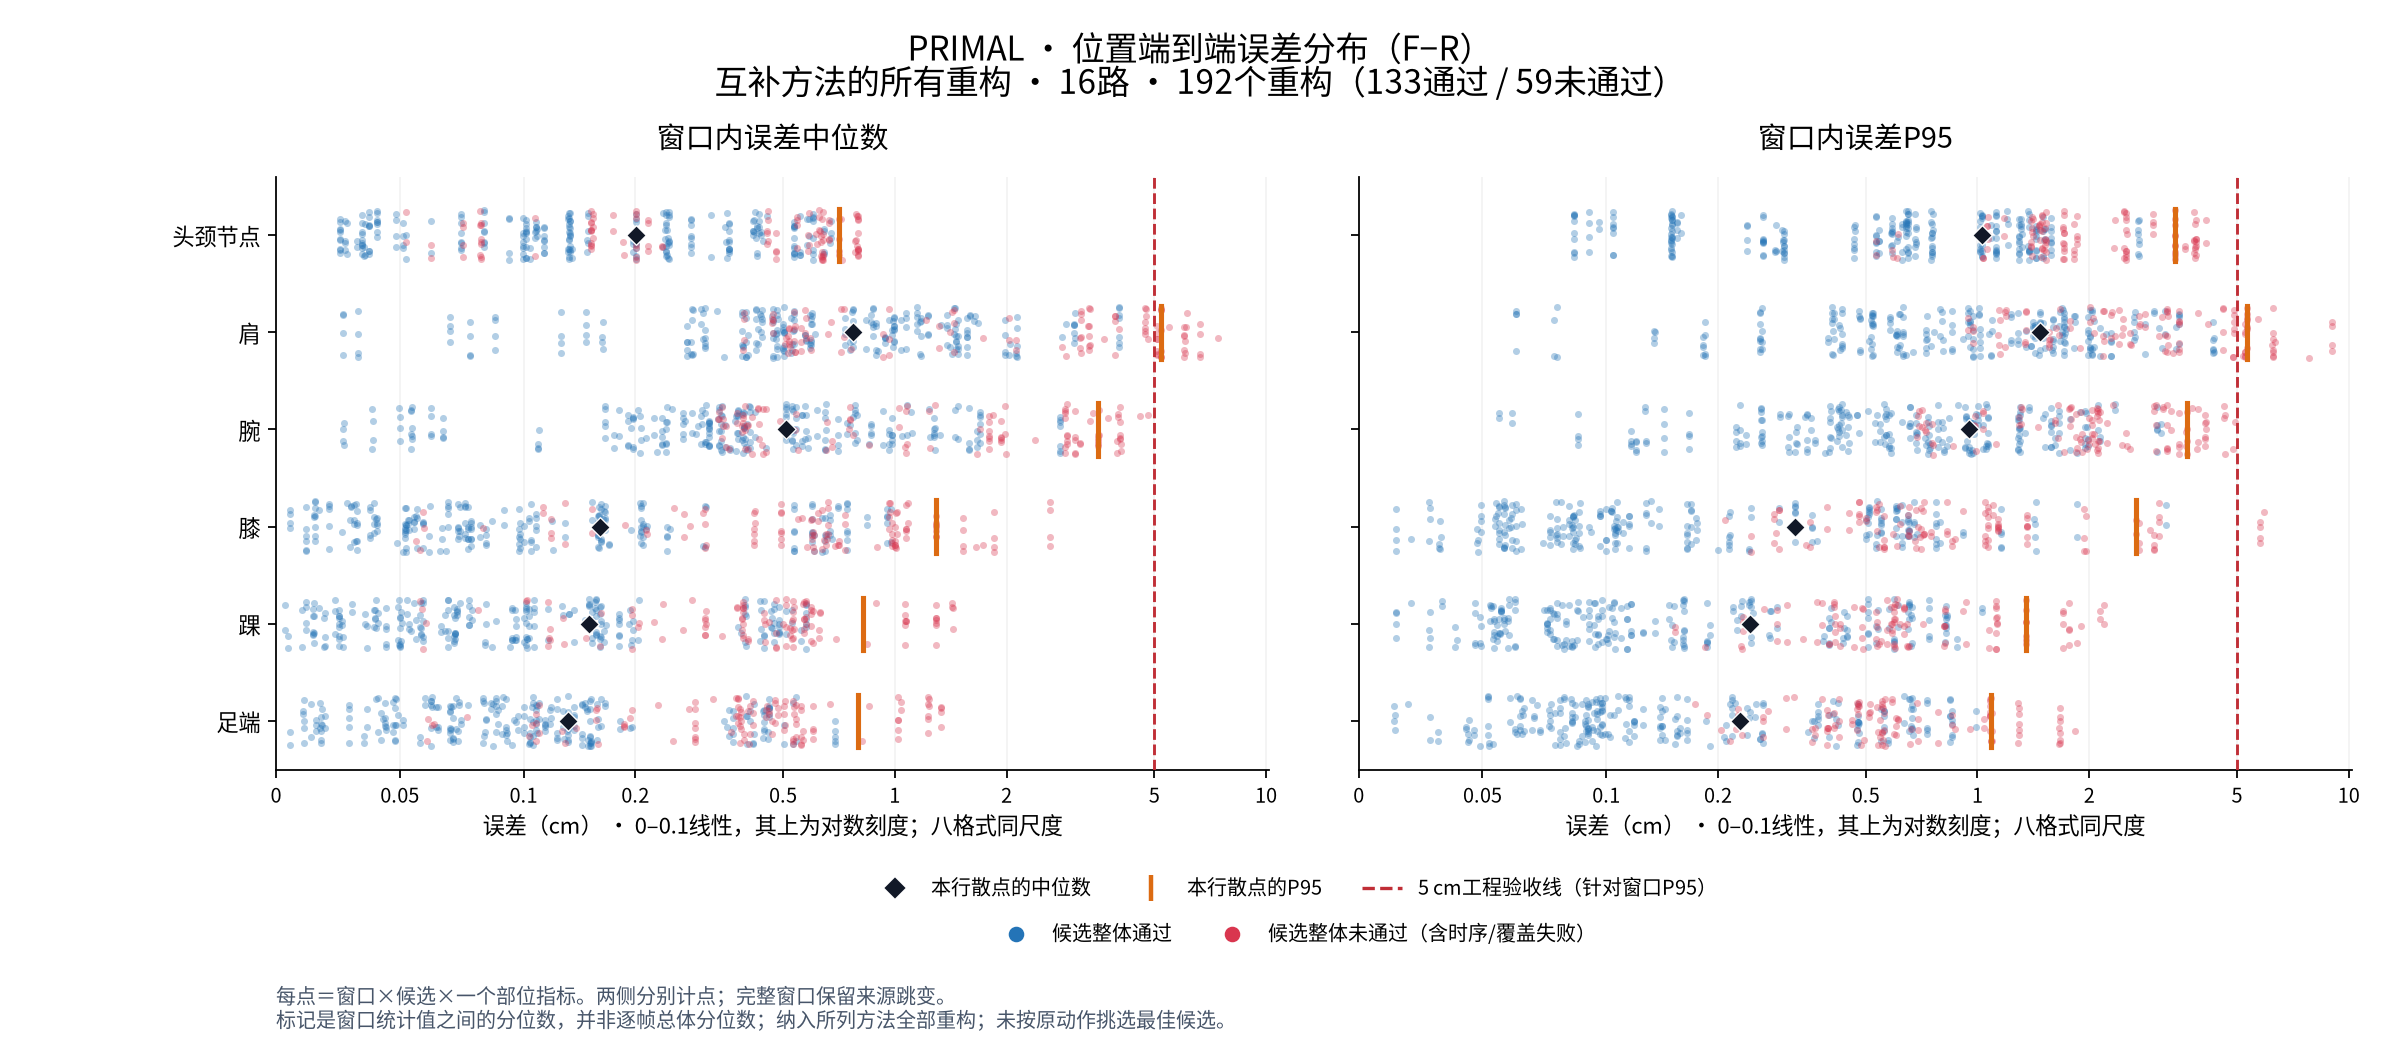 PRIMAL · 位置端到端误差分布（F−R）
互补方法的所有重构 · 16路 · 192个重构（133通过 / 59未通过）
窗口内误差中位数
窗口内误差P95
头颈节点
肩
腕
膝
踝
足端
0 0.05 0.1 0.2 0.5 1 2 5 10
0 0.05 0.1 0.2 0.5 1 2 5 10
误差（cm） · 0–0.1线性，其上为对数刻度；八格式同尺度
误差（cm） · 0–0.1线性，其上为对数刻度；八格式同尺度
本行散点的中位数
本行散点的P95
5 cm工程验收线（针对窗口P95）
候选整体通过
候选整体未通过（含时序/覆盖失败）
每点＝窗口×候选×一个部位指标。两侧分别计点；完整窗口保留来源跳变。
标记是窗口统计值之间的分位数，并非逐帧总体分位数；纳入所列方法全部重构；未按原动作挑选最佳候选。